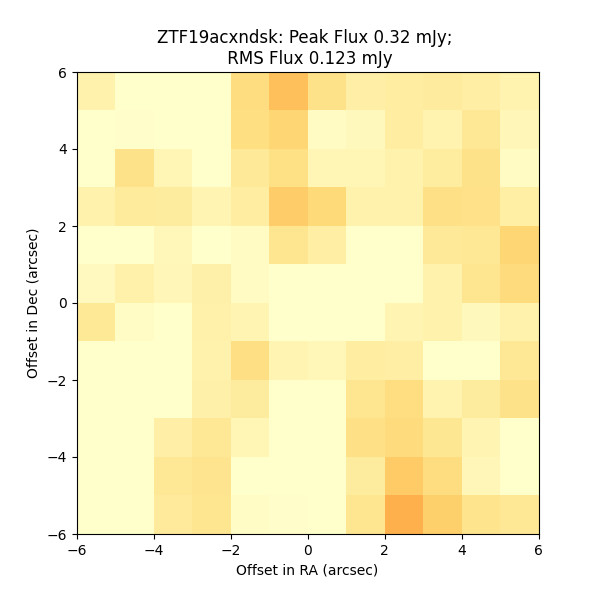 ZTF19acxndsk: Peak Flux 0.32 mJy;
RMS Flux 0.123 mJy
6
4
2
0
−2
−4
−6
Offset in Dec (arcsec)
−6 −4 −2 0 2 4 6
Offset in RA (arcsec)